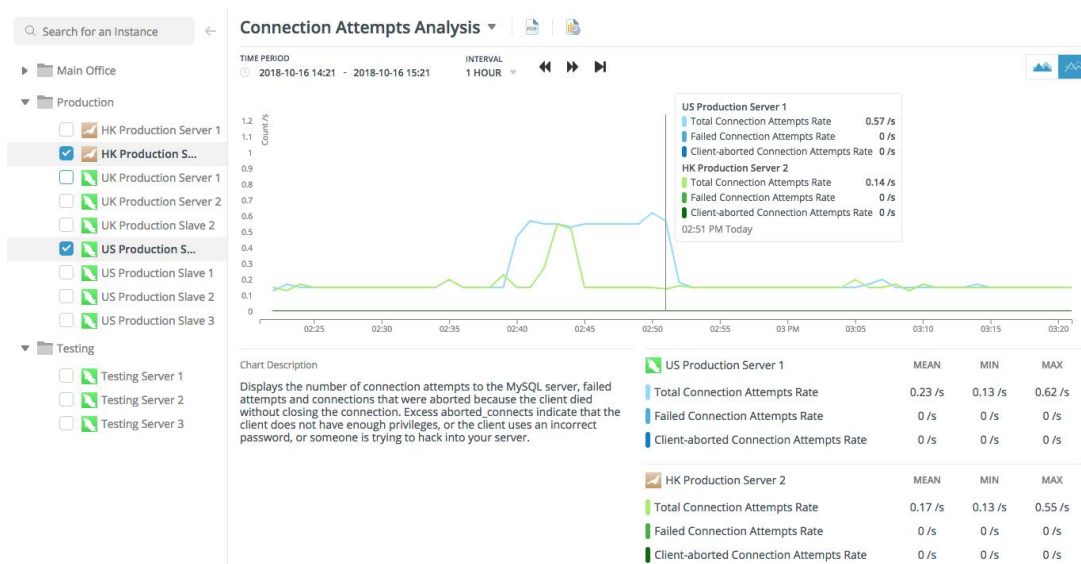 Search for an Instance
Main Office
Production
HK Production Server 1
HK Production S...
UK Production Server 1
UK Production Server 2
UK Production Slave 2
US Production S...
US Production Slave 1
US Production Slave 2
US Production Slave 3
Testing
Testing Server 1
Testing Server 2
Testing Server 3
Connection Attempts Analysis
PDF
TIME PERIOD
2018-10-16 14:21 - 2018-10-16 15:21
INTERVAL
1 HOUR
Count /s
1.2
1.1
1
0.9
0.8
0.7
0.6
0.5
0.4
0.3
0.2
0.1
0
02:25 02:30 02:35 02:40 02:45 02:50 02:55 03 PM 03:05 03:10 03:15 03:20
US Production Server 1
Total Connection Attempts Rate 0.57 /s
Failed Connection Attempts Rate 0 /s
Client-aborted Connection Attempts Rate 0 /s
HK Production Server 2
Total Connection Attempts Rate 0.14 /s
Failed Connection Attempts Rate 0 /s
Client-aborted Connection Attempts Rate 0 /s
02:51 PM Today
Chart Description
Displays the number of connection attempts to the MySQL server, failed
attempts and connections that were aborted because the client died
without closing the connection. Excess aborted_connects indicate that the
client does not have enough privileges, or the client uses an incorrect
password, or someone is trying to hack into your server.
US Production Server 1 MEAN MIN MAX
Total Connection Attempts Rate 0.23 /s 0.13 /s 0.62 /s
Failed Connection Attempts Rate 0 /s 0 /s 0 /s
Client-aborted Connection Attempts Rate 0 /s 0 /s 0 /s
HK Production Server 2 MEAN MIN MAX
Total Connection Attempts Rate 0.17 /s 0.13 /s 0.55 /s
Failed Connection Attempts Rate 0 /s 0 /s 0 /s
Client-aborted Connection Attempts Rate 0 /s 0 /s 0 /s